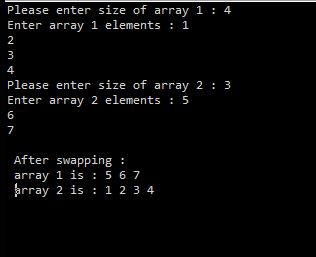 Please enter size of array 1 : 4
Enter array 1 elements : 1
2
3
4
Please enter size of array 2 : 3
Enter array 2 elements : 5
6
7
After swapping :
array 1 is : 5 6 7
array 2 is : 1 2 3 4